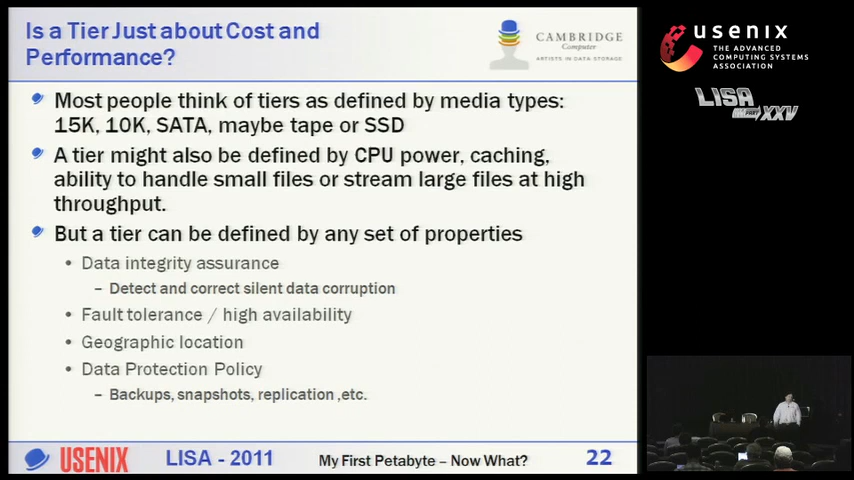 Is a Tier Just about Cost and
Performance?
CAMBRIDGE
Computer
ARTISTS IN DATA STORAGE
Most people think of tiers as defined by media types:
15K, 10K, SATA, maybe tape or SSD
A tier might also be defined by CPU power, caching,
ability to handle small files or stream large files at high
throughput.
But a tier can be defined by any set of properties
• Data integrity assurance
– Detect and correct silent data corruption
• Fault tolerance / high availability
• Geographic location
• Data Protection Policy
– Backups, snapshots, replication ,etc.
USENIX
LISA - 2011
My First Petabyte – Now What?
22
usenix
THE ADVANCED
COMPUTING SYSTEMS
ASSOCIATION
LISA
XXV